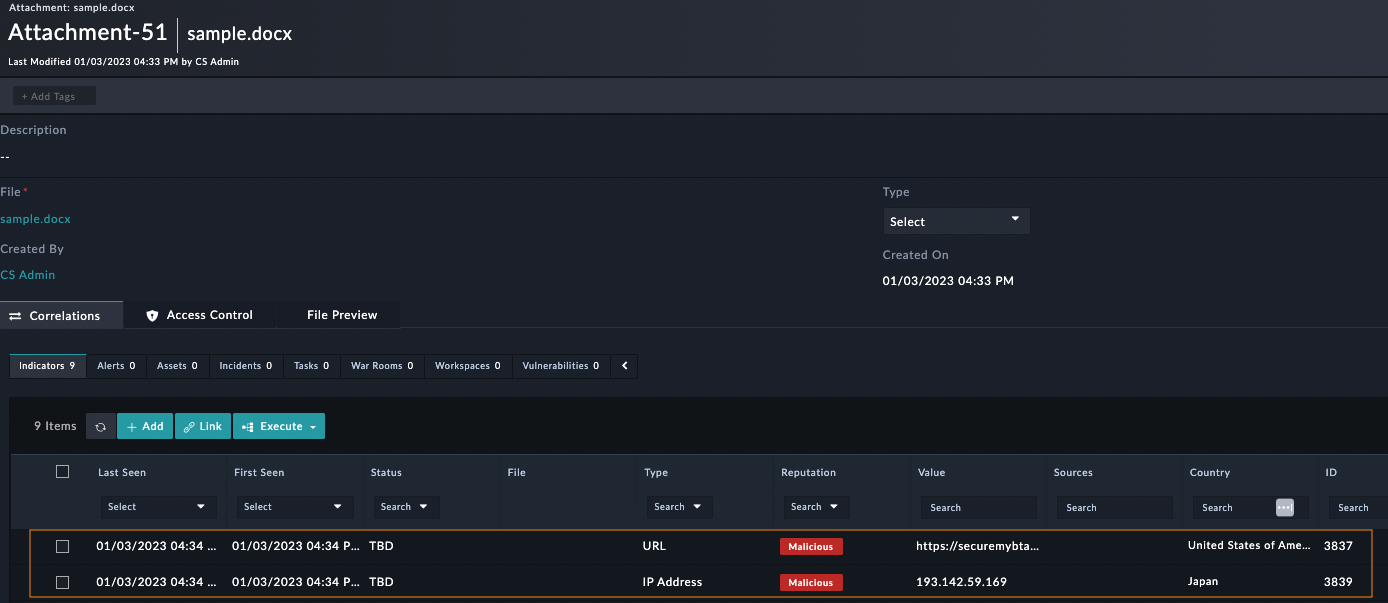 Attachment: sample.docx
Attachment-51 sample.docx
Last Modified 01/03/2023 04:33 PM by CS Admin
+ Add Tags
Description
--
File*
Type
sample.docx
Select
Created By
Created On
CS Admin
01/03/2023 04:33 PM
Correlations Access Control File Preview
Indicators 9 Alerts 0 Assets 0 Incidents 0 Tasks 0 War Rooms 0 Workspaces 0 Vulnerabilities 0
9 Items + Add Link Execute
Last Seen First Seen Status File Type Reputation Value Sources Country ID
Select Select Search Search Search Search Search Search Search
01/03/2023 04:34 ... 01/03/2023 04:34 P... TBD URL Malicious https://securemybta... United States of Ame... 3837
01/03/2023 04:34 ... 01/03/2023 04:34 P... TBD IP Address Malicious 193.142.59.169 Japan 3839